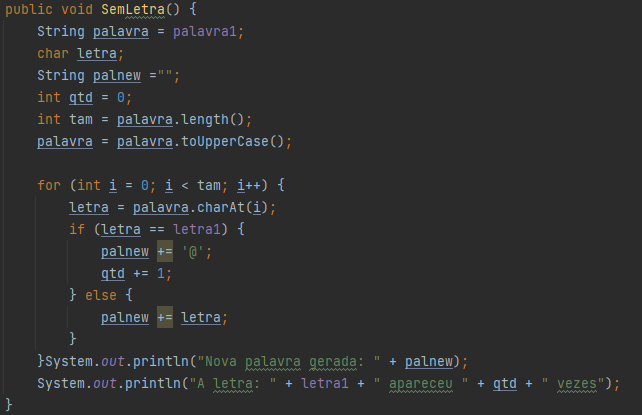 public void SemLetra() {
    String palavra = palavra1;
    char letra;
    String palnew ="";
    int qtd = 0;
    int tam = palavra.length();
    palavra = palavra.toUpperCase();

    for (int i = 0; i < tam; i++) {
        letra = palavra.charAt(i);
        if (letra == letra1) {
            palnew += '@';
            qtd += 1;
        } else {
            palnew += letra;
        }
    }System.out.println("Nova palavra gerada: " + palnew);
    System.out.println("A letra: " + letra1 + " apareceu " + qtd + " vezes");
}